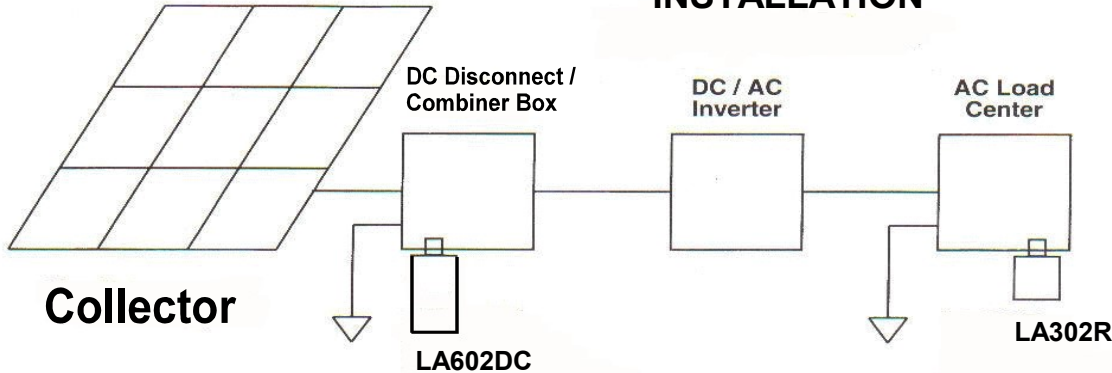 INSTALLATION
DC Disconnect /
Combiner Box
DC / AC
Inverter
AC Load
Center
Collector
LA602DC
LA302R